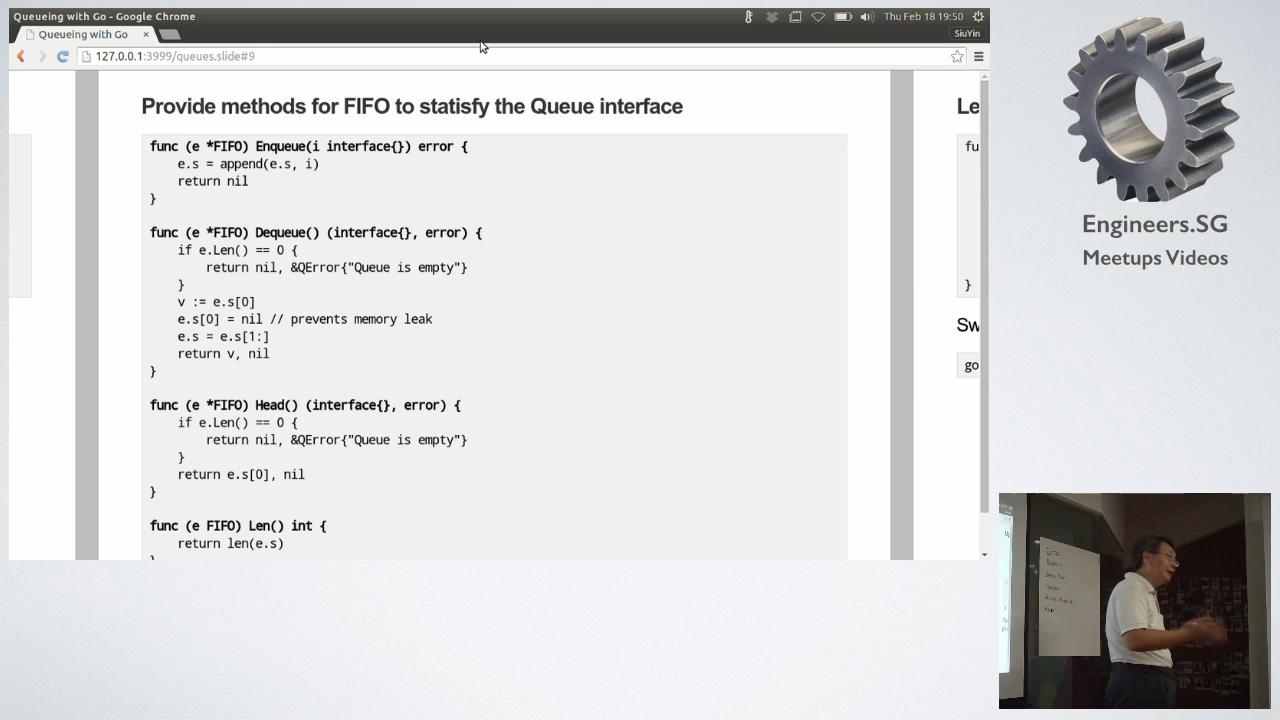 Queueing with Go - Google Chrome
Thu Feb 18 19:50
Queueing with Go
SiuYin
127.0.0.1:3999/queues.slide#9
Provide methods for FIFO to statisfy the Queue interface
func (e *FIFO) Enqueue(i interface{}) error {
e.s = append(e.s, i)
return nil
}
func (e *FIFO) Dequeue() (interface{}, error) {
if e.Len() == 0 {
return nil, &QError{"Queue is empty"}
}
v := e.s[0]
e.s[0] = nil // prevents memory leak
e.s = e.s[1:]
return v, nil
}
func (e *FIFO) Head() (interface{}, error) {
if e.Len() == 0 {
return nil, &QError{"Queue is empty"}
}
return e.s[0], nil
}
func (e FIFO) Len() int {
return len(e.s)
}
Le
fu
}
Sw
go
Engineers.SG
Meetups Videos